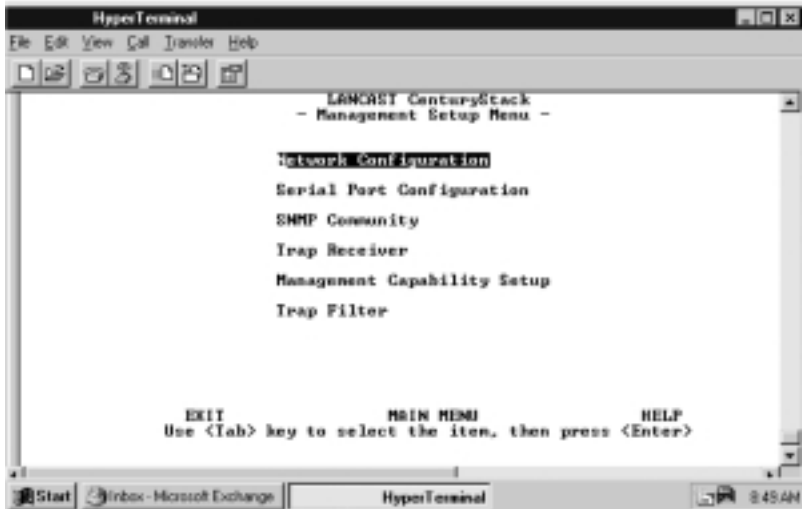 HyperTerminal
File Edit View Call Transfer Help
LANCAST CenturyStack
- Management Setup Menu -
Network Configuration
Serial Port Configuration
SNMP Community
Trap Receiver
Management Capability Setup
Trap Filter
EXIT MAIN MENU HELP
Use <Tab> key to select the item, then press <Enter>
Start Inbox - Microsoft Exchange HyperTerminal 8:49AM